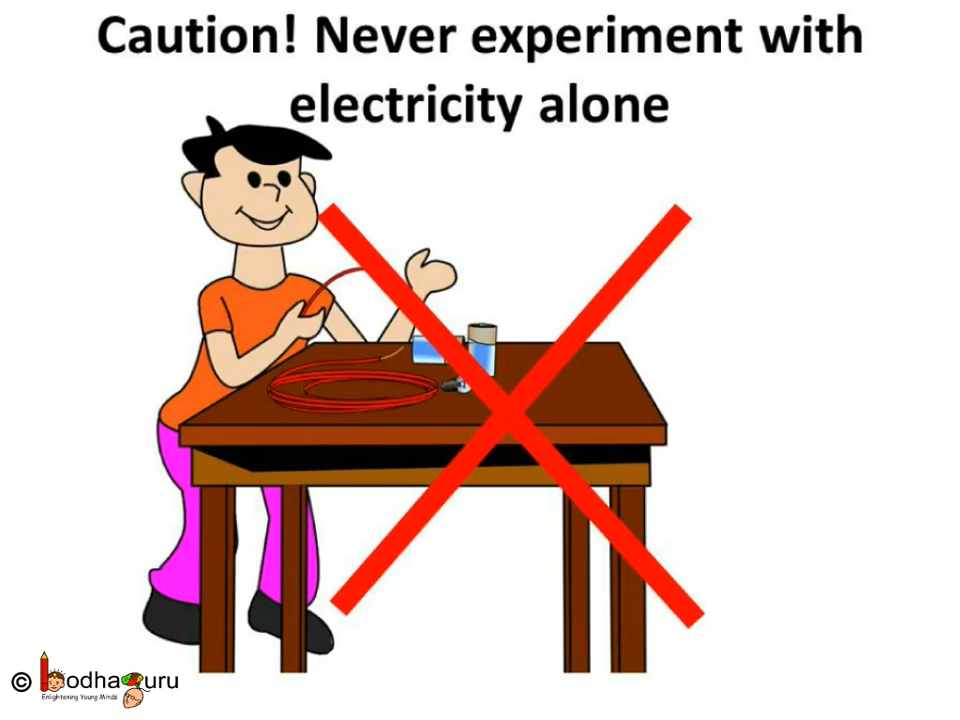 Caution! Never experiment with
electricity alone
© bodhaguru
Enlightening Young Minds